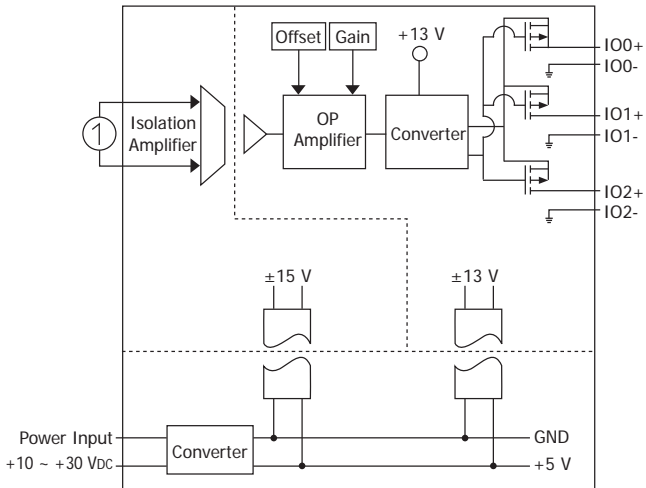 Offset
Gain
+13 V
IO0+
IO0-
1
Isolation
Amplifier
OP
Amplifier
Converter
IO1+
IO1-
IO2+
IO2-
±15 V
±13 V
Power Input
+10 ~ +30 VDC
Converter
GND
+5 V